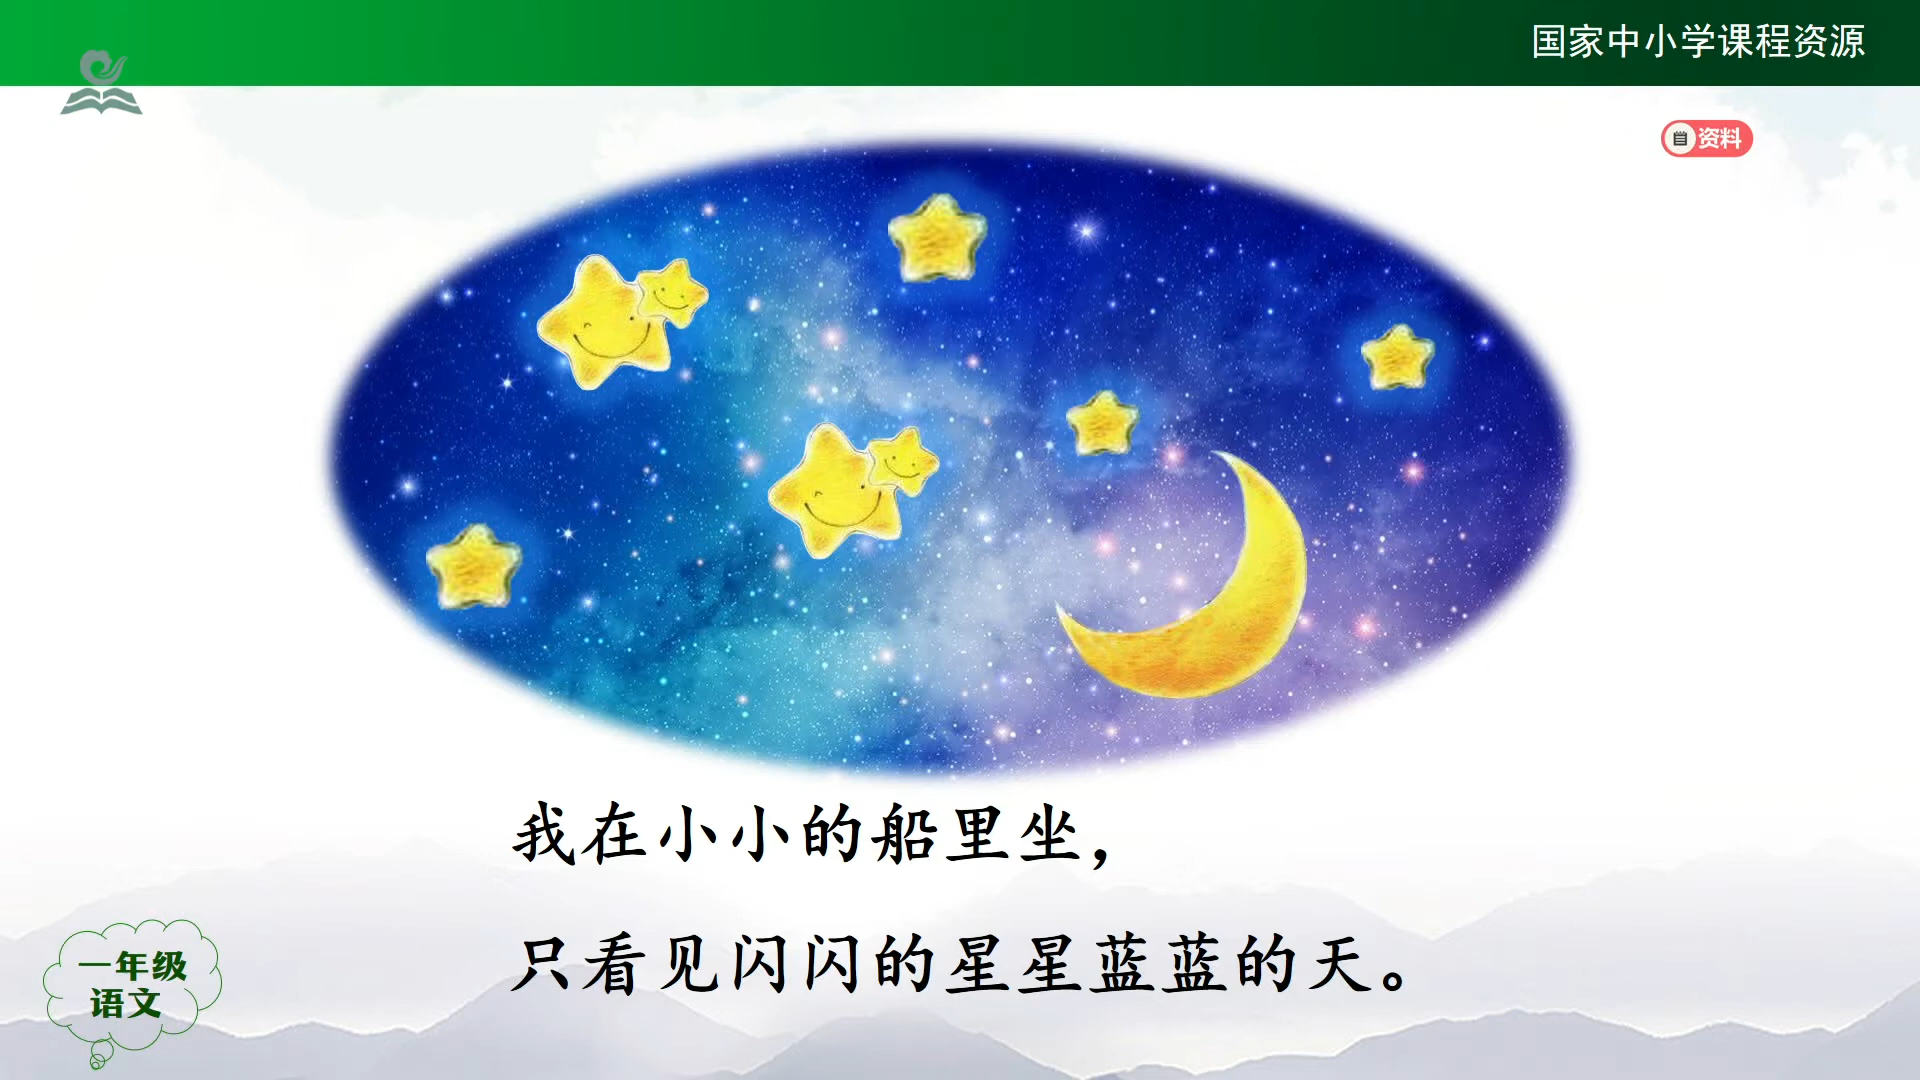 国家中小学课程资源
资料
我在小小的船里坐，
只看见闪闪的星星蓝蓝的天。
一年级
语文